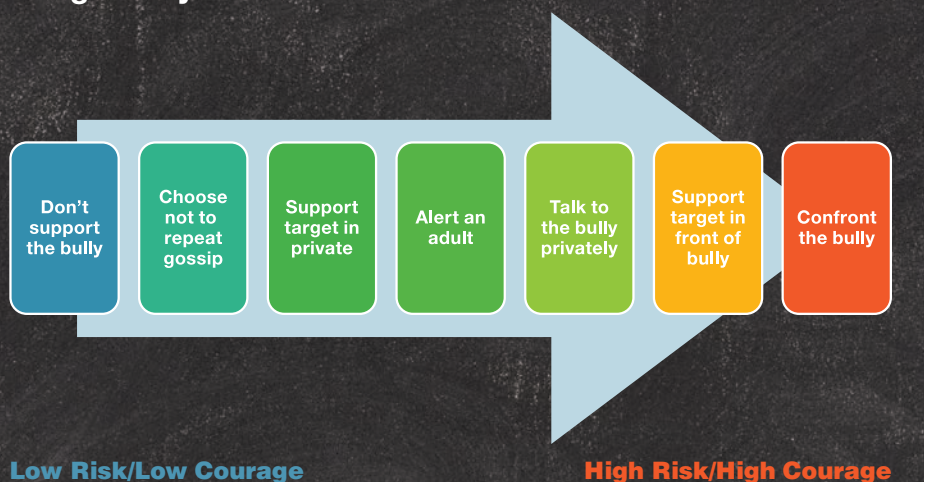 Don't
support
the bully
Choose
not to
repeat
gossip
Support
target in
private
Alert an
adult
Talk to
the bully
privately
Support
target in
front of
bully
Confront
the bully
Low Risk/Low Courage
High Risk/High Courage